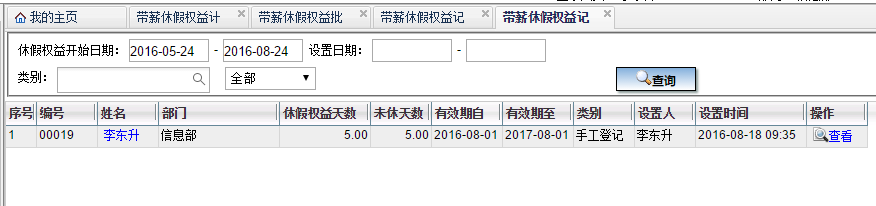 我的主页 带薪休假权益计 带薪休假权益批 带薪休假权益记 带薪休假权益记
休假权益开始日期: 2016-05-24 - 2016-08-24 设置日期: -
类别: 全部 查询
序号 编号 姓名 部门 休假权益天数 未休天数 有效期自 有效期至 类别 设置人 设置时间 操作
1 00019 李东升 信息部 5.00 5.00 2016-08-01 2017-08-01 手工登记 李东升 2016-08-18 09:35 查看